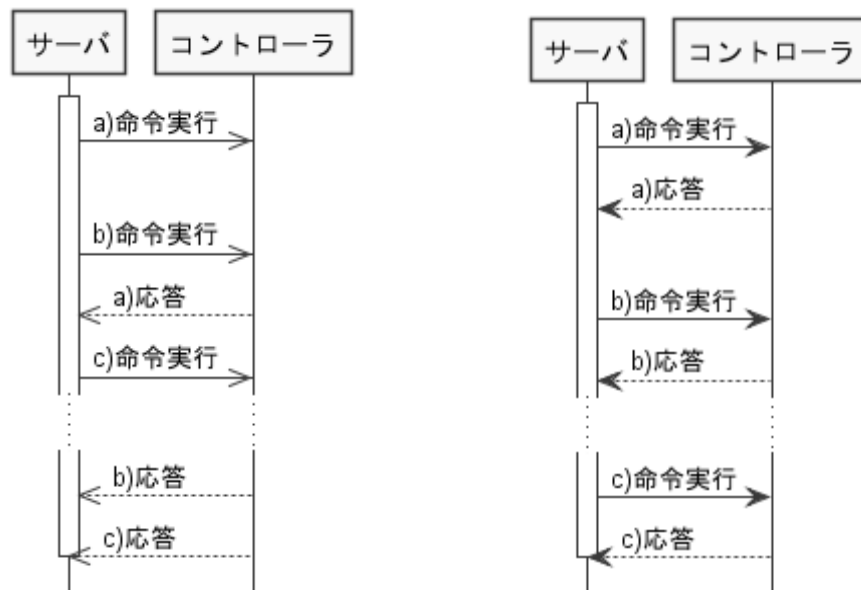 サーバ
コントローラ
a)命令実行
b)命令実行
a)応答
c)命令実行
b)応答
c)応答
サーバ
コントローラ
a)命令実行
a)応答
b)命令実行
b)応答
c)命令実行
c)応答